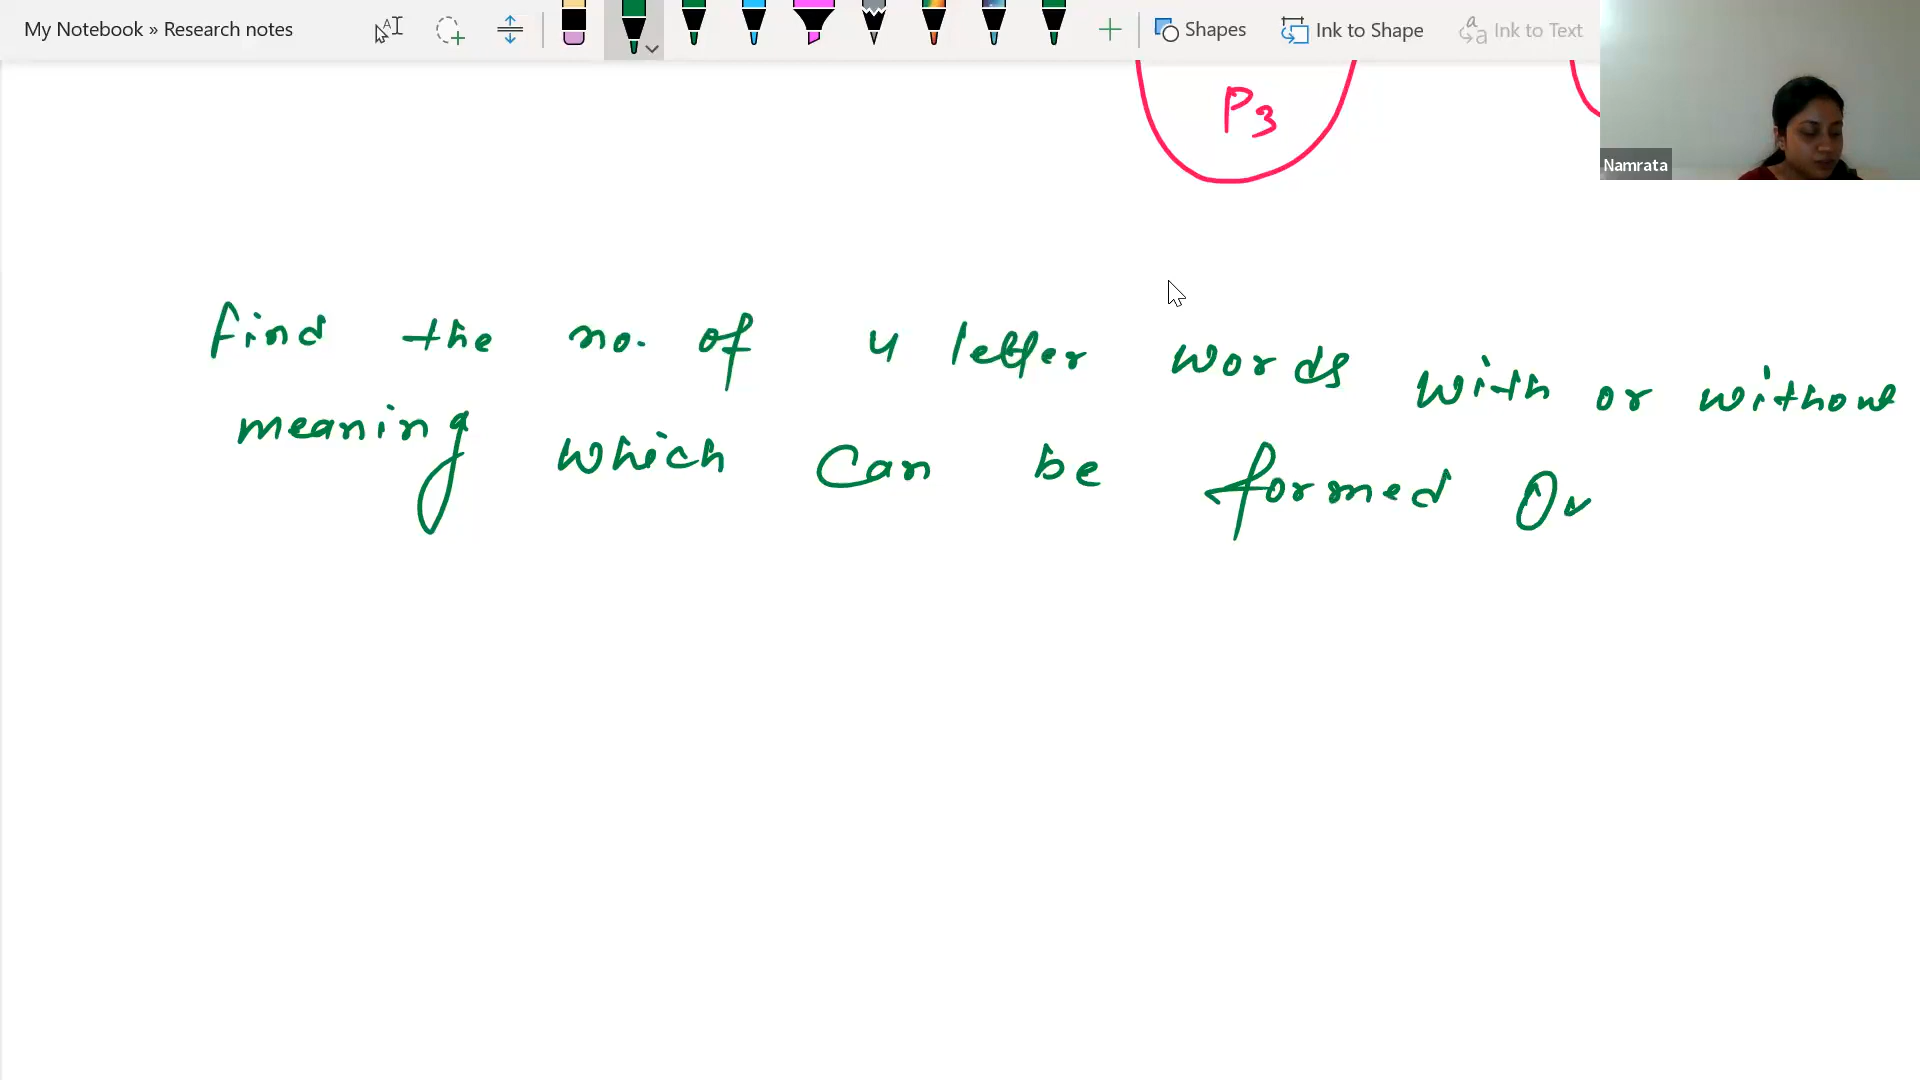 My Notebook » Research notes
Shapes
Ink to Shape
Ink to Text
P3
Namrata
find the no. of 4 letter words with or without
meaning which can be formed Ou